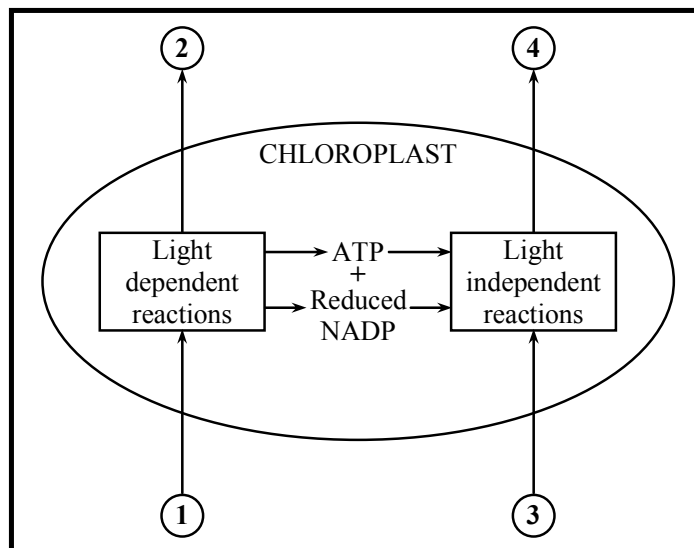 2
4
CHLOROPLAST
Light
dependent
reactions
ATP
+
Reduced
NADP
Light
independent
reactions
1
3